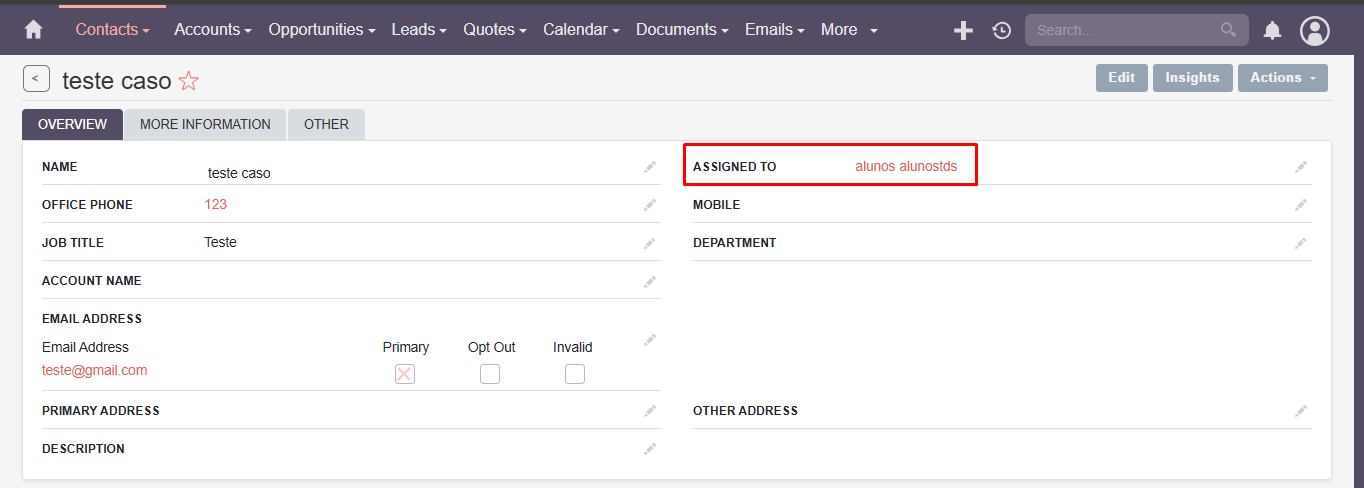 Contacts Accounts Opportunities Leads Quotes Calendar Documents Emails More Search...
< teste caso Edit Insights Actions
OVERVIEW MORE INFORMATION OTHER
NAME teste caso ASSIGNED TO alunos alunostds
OFFICE PHONE 123 MOBILE
JOB TITLE Teste DEPARTMENT
ACCOUNT NAME
EMAIL ADDRESS
Email Address Primary Opt Out Invalid
teste@gmail.com
PRIMARY ADDRESS OTHER ADDRESS
DESCRIPTION